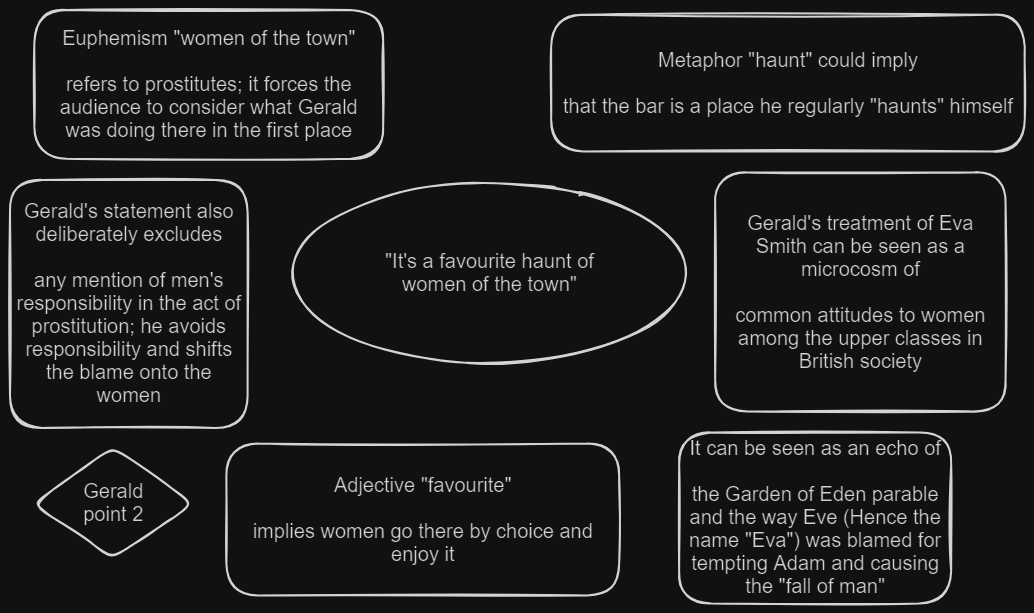 Euphemism "women of the town"
refers to prostitutes; it forces the
audience to consider what Gerald
was doing there in the first place
Metaphor "haunt" could imply
that the bar is a place he regularly "haunts" himself
Gerald's statement also
deliberately excludes
any mention of men's
responsibility in the act of
prostitution; he avoids
responsibility and shifts
the blame onto the
women
"It's a favourite haunt of
women of the town"
Gerald's treatment of Eva
Smith can be seen as a
microcosm of
common attitudes to women
among the upper classes in
British society
Gerald
point 2
Adjective "favourite"
implies women go there by choice and
enjoy it
It can be seen as an echo of
the Garden of Eden parable
and the way Eve (Hence the
name "Eva") was blamed for
tempting Adam and causing
the "fall of man"